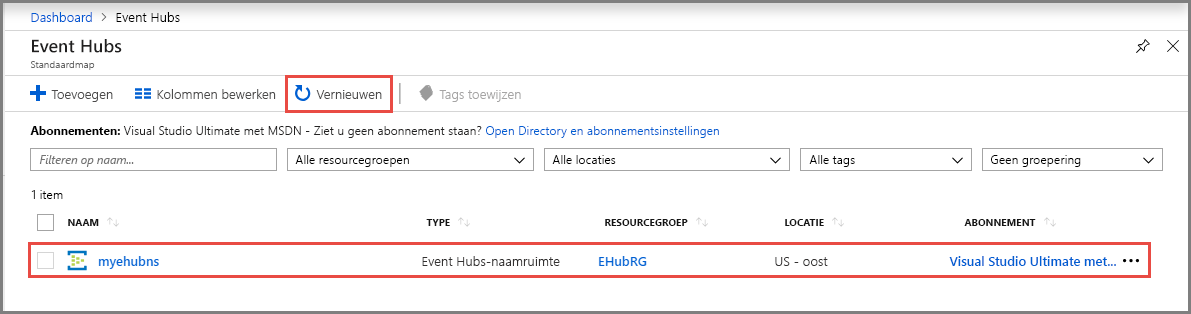 Dashboard > Event Hubs
Event Hubs
Standaardmap
Toevoegen Kolommen bewerken Vernieuwen Tags toewijzen
Abonnementen: Visual Studio Ultimate met MSDN - Ziet u geen abonnement staan? Open Directory en abonnementsinstellingen
Filteren op naam... Alle resourcegroepen Alle locaties Alle tags Geen groepering
1 item
NAAM TYPE RESOURCEGROEP LOCATIE ABONNEMENT
myehubns Event Hubs-naamruimte EHubRG US - oost Visual Studio Ultimate met...